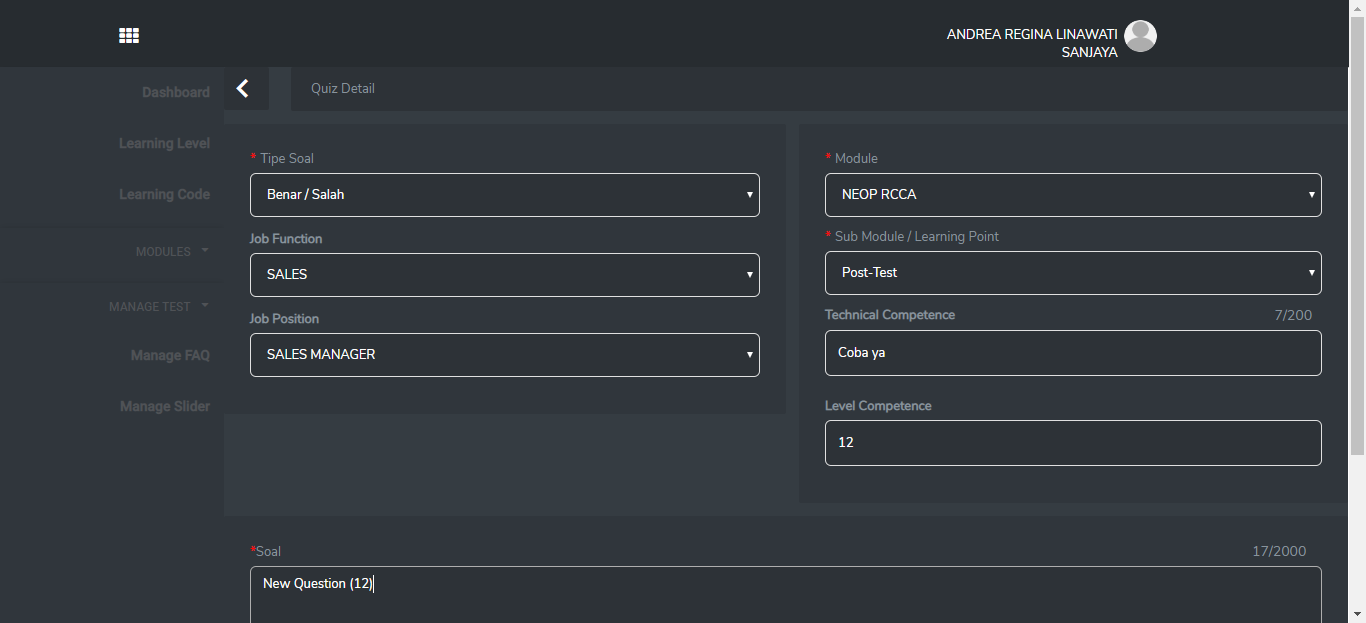 ANDREA REGINA LINAWATI
SANJAYA
Dashboard
Learning Level
Learning Code
MODULES
MANAGE TEST
Manage FAQ
Manage Slider
Quiz Detail
* Tipe Soal
Benar / Salah
Job Function
SALES
Job Position
SALES MANAGER
* Module
NEOP RCCA
* Sub Module / Learning Point
Post-Test
Technical Competence 7/200
Coba ya
Level Competence
12
*Soal 17/2000
New Question (12)